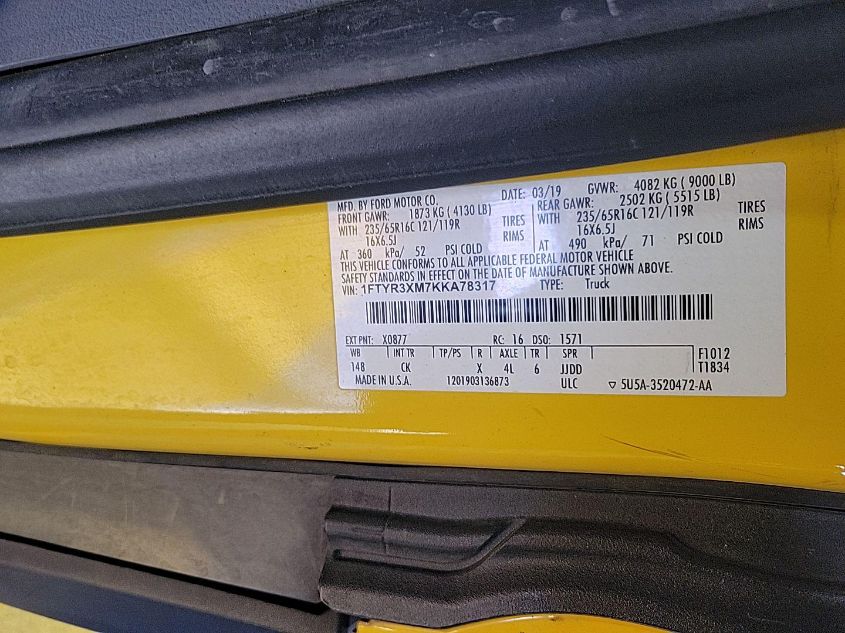 MFD. BY FORD MOTOR CO. DATE: 03/19 GVWR: 4082 KG ( 9000 LB)
FRONT GAWR: 1873 KG ( 4130 LB) REAR GAWR: 2502 KG ( 5515 LB)
WITH 235/65R16C 121/119R TIRES WITH 235/65R16C 121/119R TIRES
16X6.5J RIMS 16X6.5J RIMS
AT 360 kPa/ 52 PSI COLD AT 490 kPa/ 71 PSI COLD
THIS VEHICLE CONFORMS TO ALL APPLICABLE FEDERAL MOTOR VEHICLE
SAFETY STANDARDS IN EFFECT ON THE DATE OF MANUFACTURE SHOWN ABOVE.
VIN: 1FTYR3XM7KKA78317 TYPE: Truck
EXT PNT: X0877 RC: 16 DSO: 1571
WB INT TR TP/PS R AXLE TR SPR F1012
148 CK X 4L 6 JJDD T1834
MADE IN U.S.A. 1201903136873 ULC ▽ 5U5A-3520472-AA